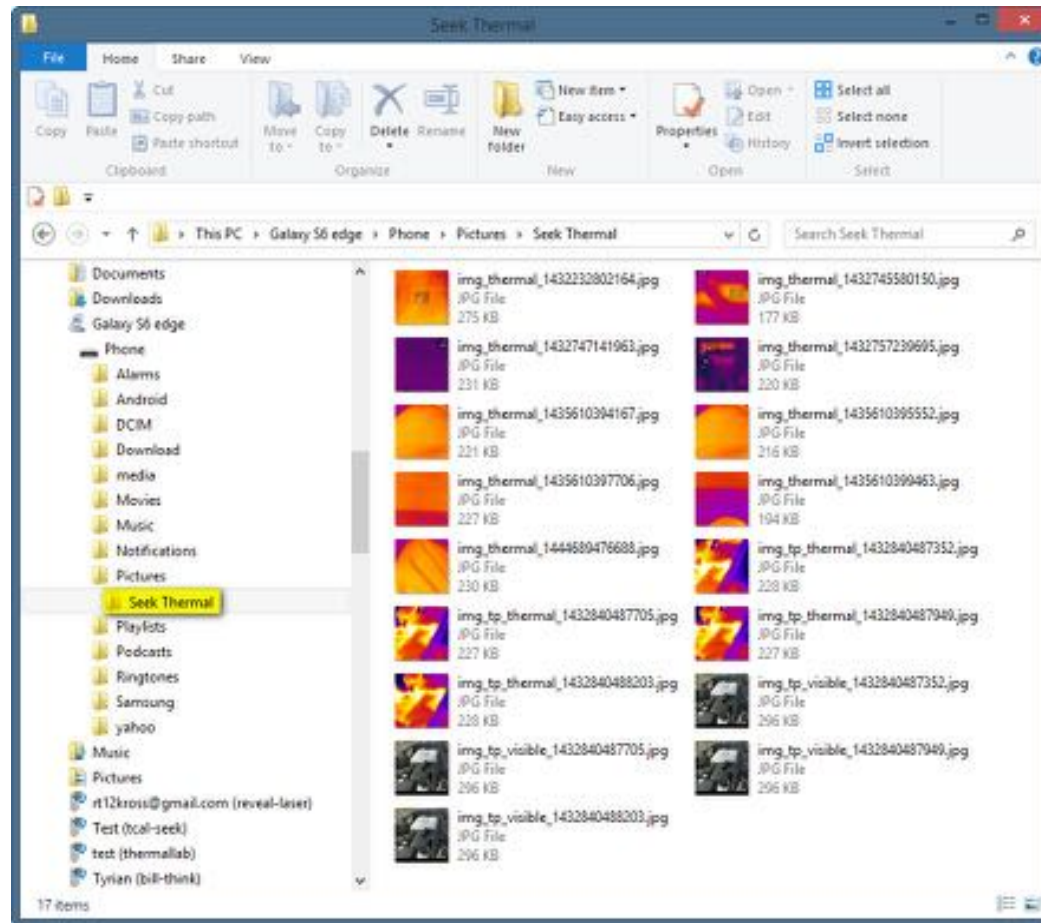 Seek Thermal
File Home Share View
Copy
Paste
Cut
Copy path
Paste shortcut
Clipboard
Move to
Copy to
Delete
Rename
Organize
New folder
New item
Easy access
New
Properties
Open
Edit
History
Open
Select all
Select none
Invert selection
Select
This PC Galaxy S6 edge Phone Pictures Seek Thermal
Search Seek Thermal
Documents
Downloads
Galaxy S6 edge
Phone
Alarms
Android
DCIM
Download
media
Movies
Music
Notifications
Pictures
Seek Thermal
Playlists
Podcasts
Ringtones
Samsung
yahoo
Music
Pictures
rt12kross@gmail.com (reveal-laser)
Test (tcal-seek)
test (thermallab)
Tyrian (bill-think)
img_thermal_1432232802164.jpg
JPG File
275 KB
img_thermal_1432745580150.jpg
JPG File
177 KB
img_thermal_1432747141963.jpg
JPG File
231 KB
img_thermal_1432757239695.jpg
JPG File
220 KB
img_thermal_1435610394167.jpg
JPG File
221 KB
img_thermal_1435610395552.jpg
JPG File
216 KB
img_thermal_1435610397706.jpg
JPG File
227 KB
img_thermal_1435610399463.jpg
JPG File
194 KB
img_thermal_1444689476688.jpg
JPG File
230 KB
img_tp_thermal_1432840487352.jpg
JPG File
228 KB
img_tp_thermal_1432840487705.jpg
JPG File
227 KB
img_tp_thermal_1432840487949.jpg
JPG File
227 KB
img_tp_thermal_1432840488203.jpg
JPG File
228 KB
img_tp_visible_1432840487352.jpg
JPG File
296 KB
img_tp_visible_1432840487705.jpg
JPG File
296 KB
img_tp_visible_1432840487949.jpg
JPG File
296 KB
img_tp_visible_1432840488203.jpg
JPG File
296 KB
17 items